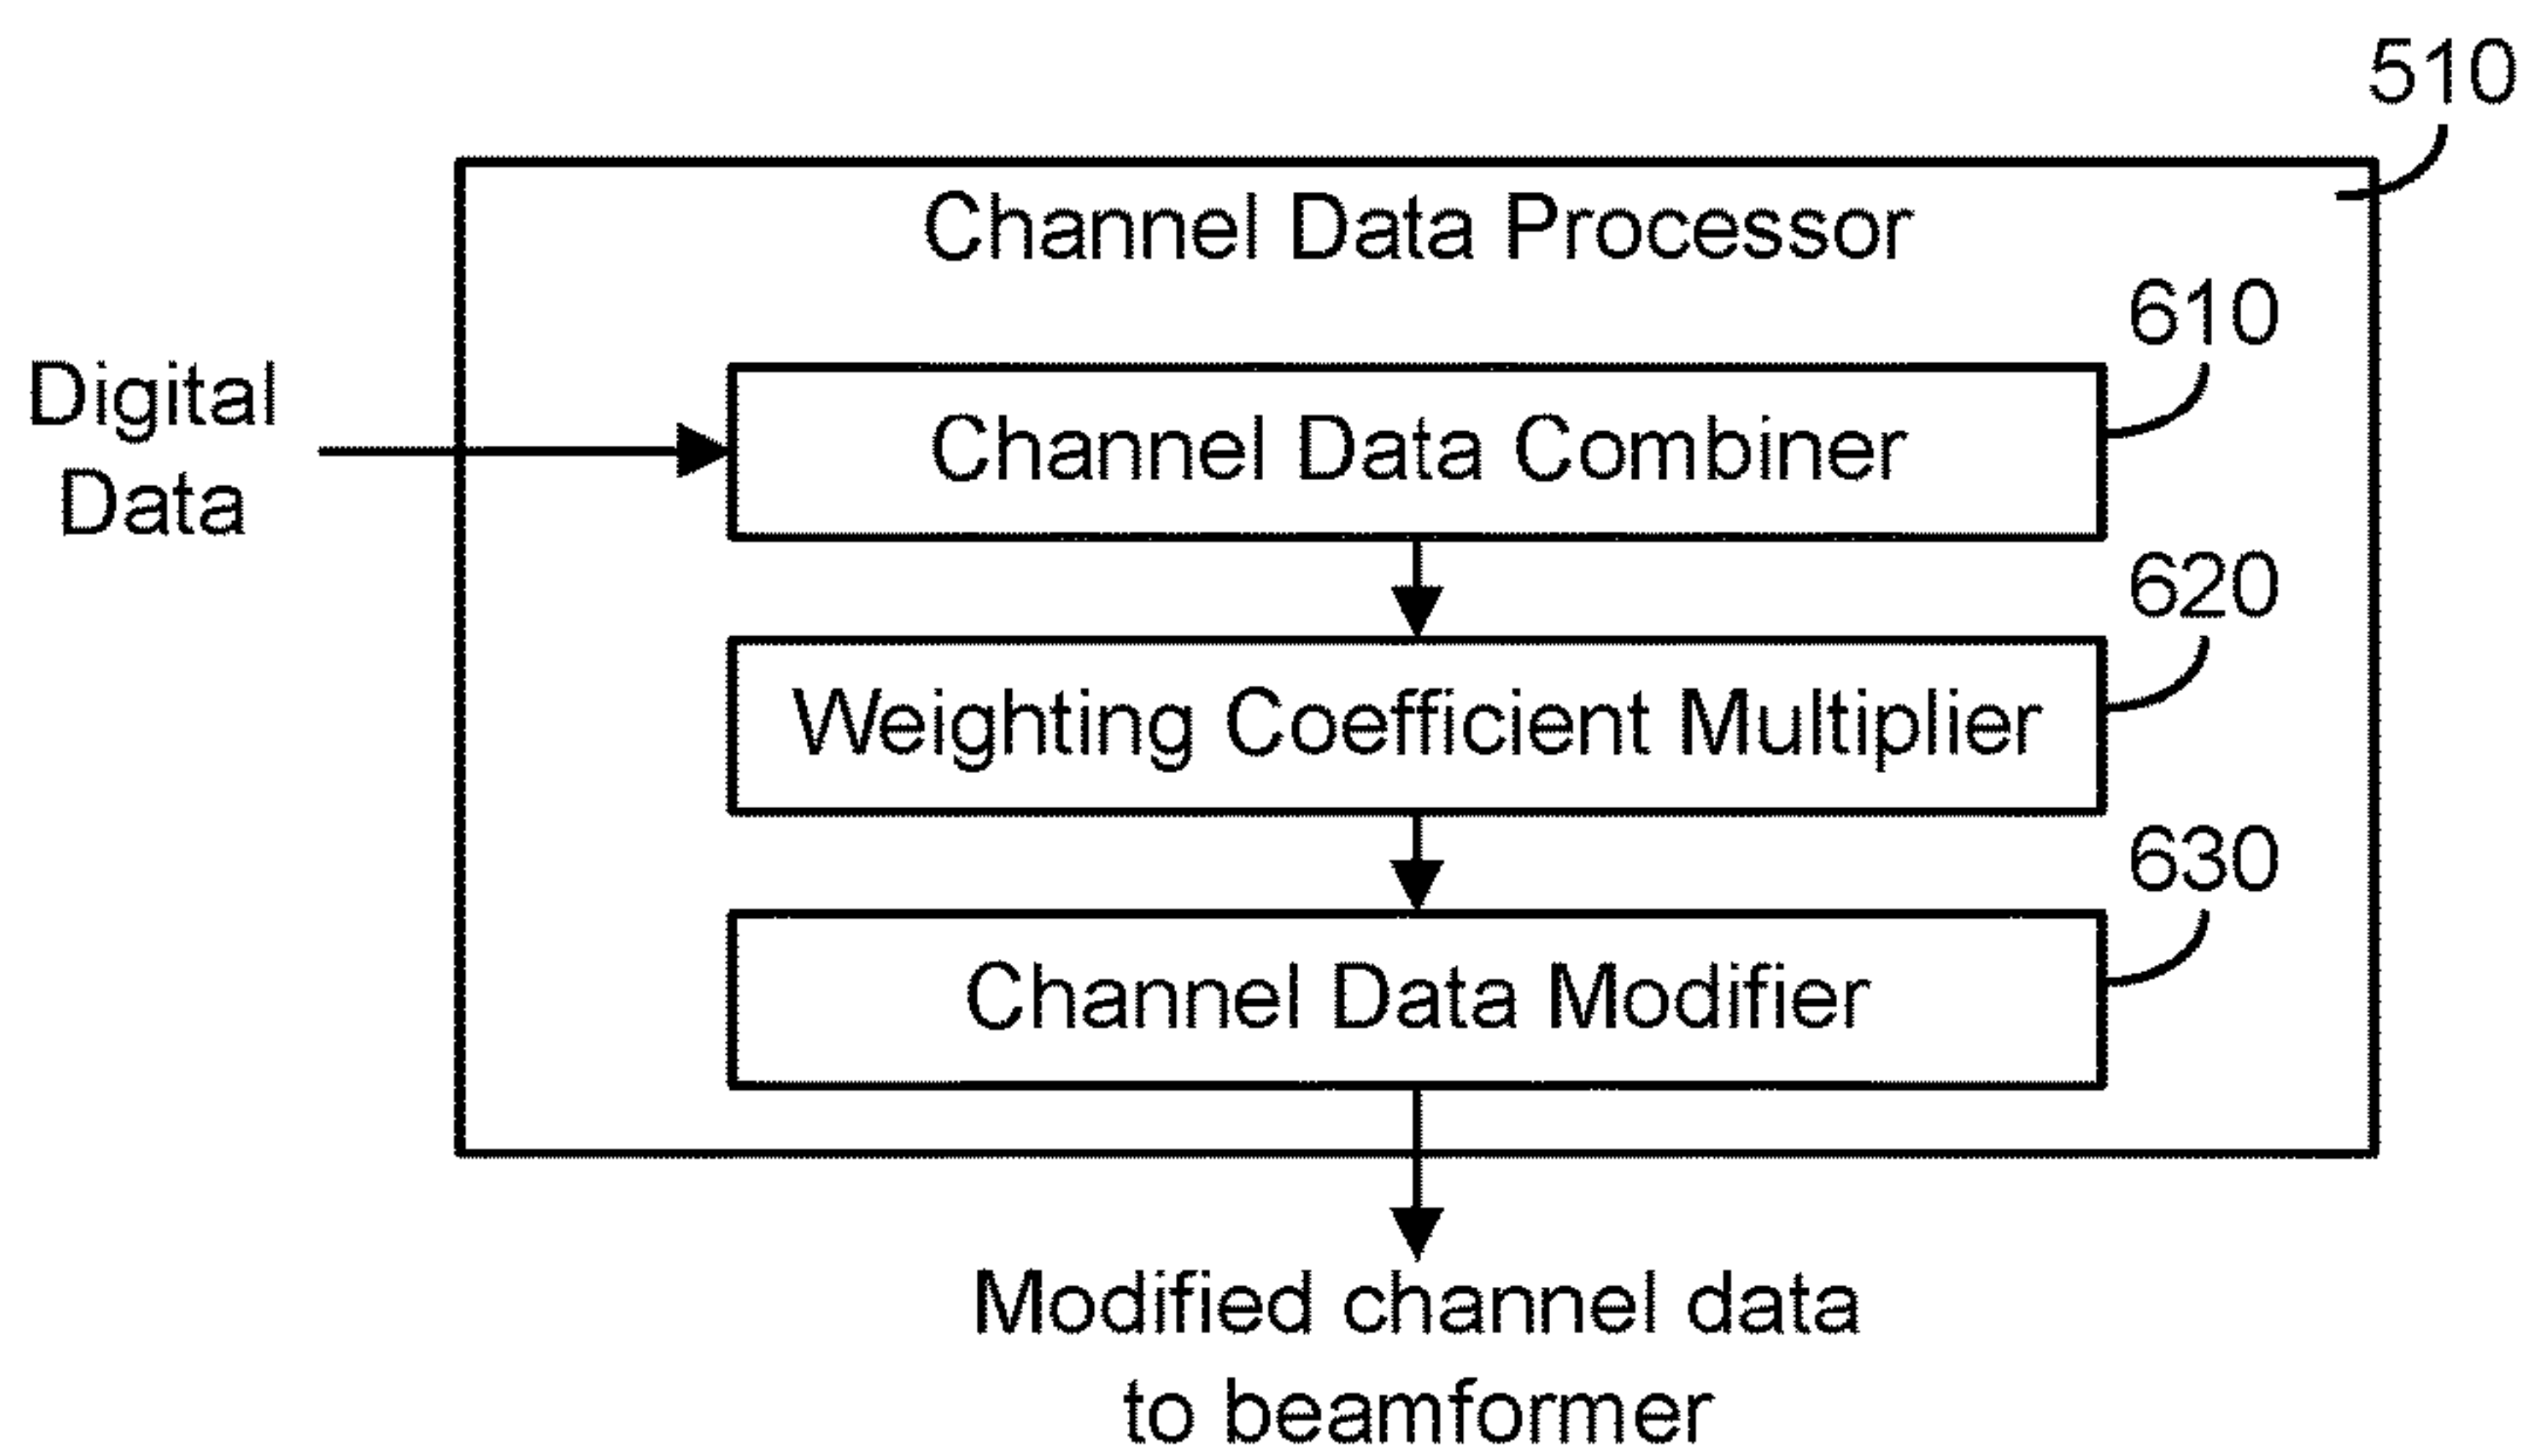 510
Channel Data Processor
610
Digital
Data
Channel Data Combiner
620
Weighting Coefficient Multiplier
630
Channel Data Modifier
Modified channel data
to beamformer